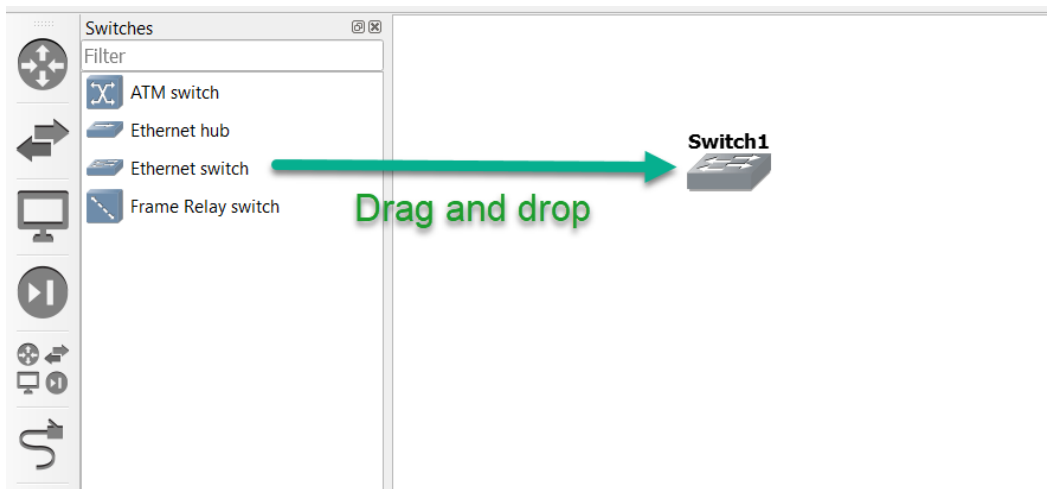 Switches
Filter
ATM switch
Ethernet hub
Ethernet switch
Frame Relay switch
Switch1
Drag and drop